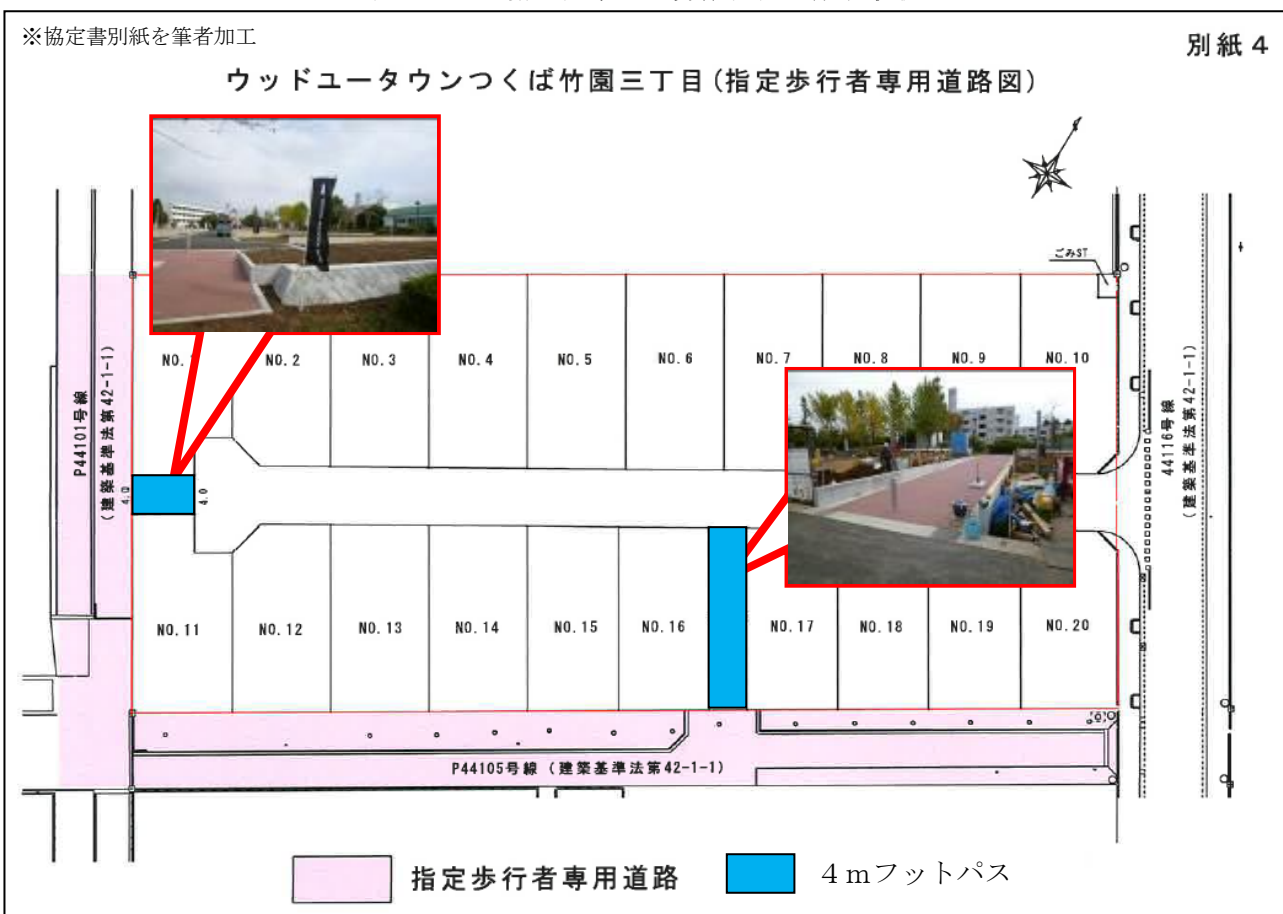 ※協定書別紙を筆者加工
別紙4
ウッドユータウンつくば竹園三丁目(指定歩行者専用道路図)
ごみST
NO.2
NO.3
NO.4
NO.5
NO.6
NO.7
NO.8
NO.9
NO.10
P44101号線
(建築基準法第42-1-1)
4.0
4.0
44116号線
(建築基準法第42-1-1)
NO.11
NO.12
NO.13
NO.14
NO.15
NO.16
NO.17
NO.18
NO.19
NO.20
P44105号線(建築基準法第42-1-1)
指定歩行者専用道路
4mフットパス